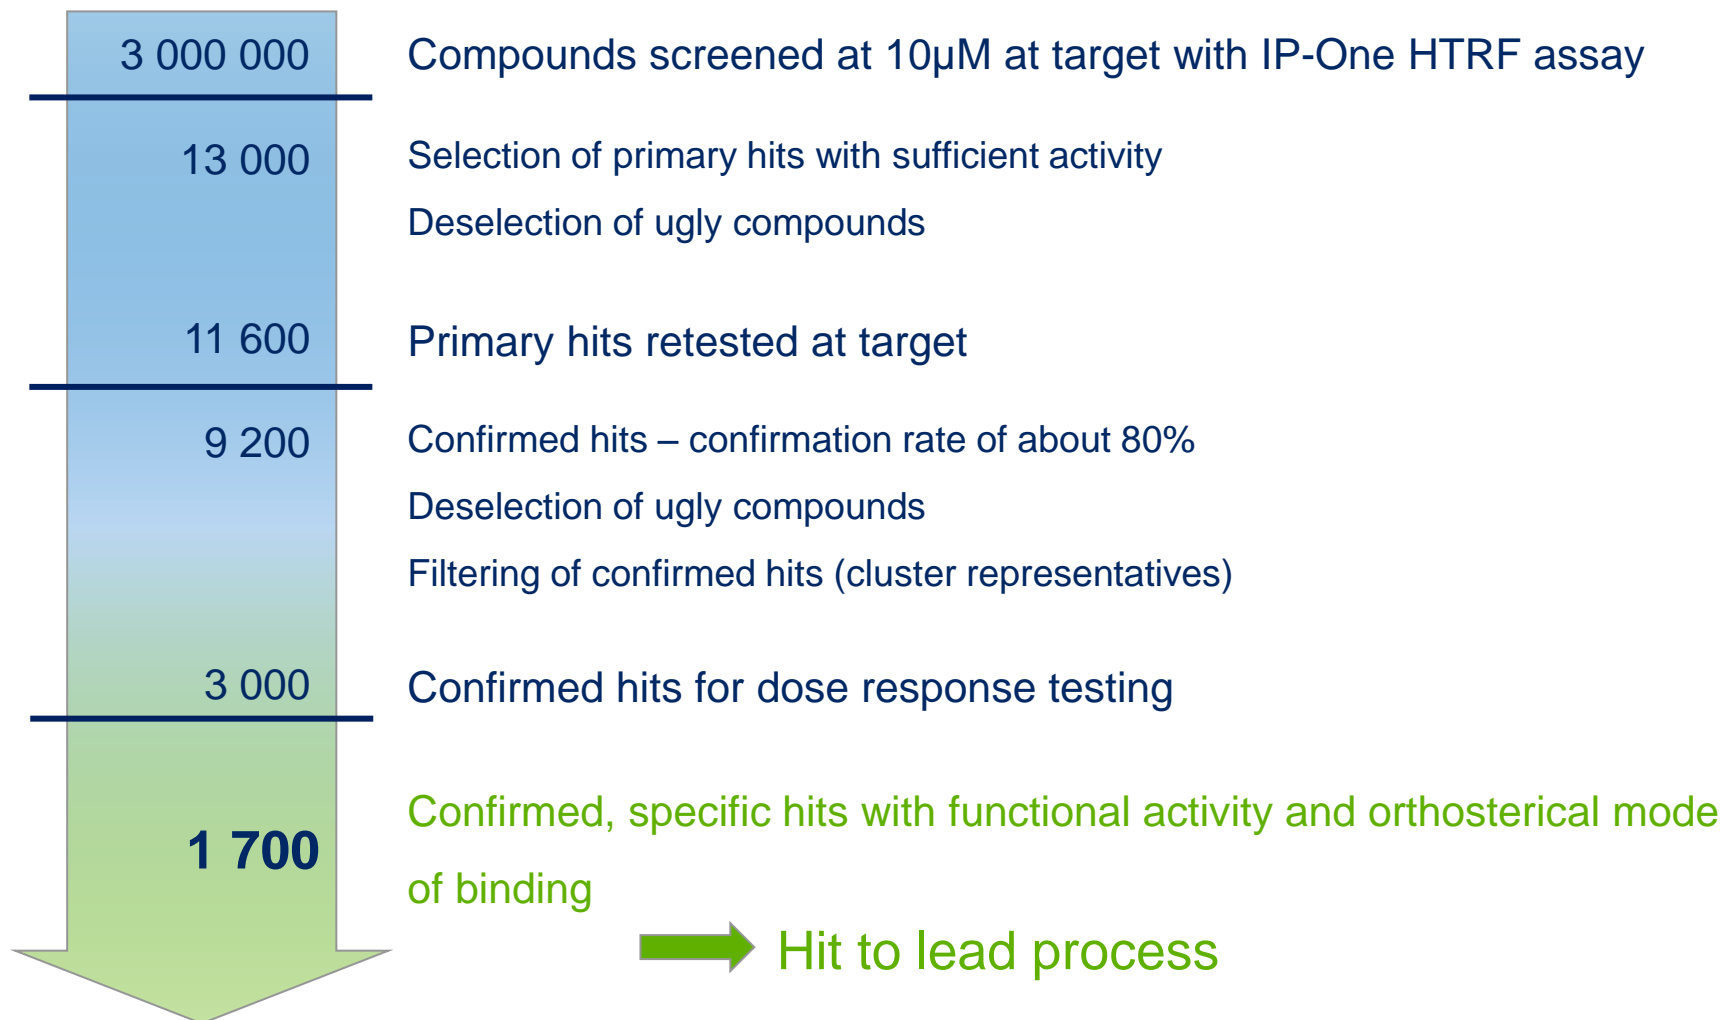 3 000 000 Compounds screened at 10µM at target with IP-One HTRF assay
13 000 Selection of primary hits with sufficient activity
Deselection of ugly compounds
11 600 Primary hits retested at target
9 200 Confirmed hits – confirmation rate of about 80%
Deselection of ugly compounds
Filtering of confirmed hits (cluster representatives)
3 000 Confirmed hits for dose response testing
1 700 Confirmed, specific hits with functional activity and orthosterical mode
of binding
Hit to lead process